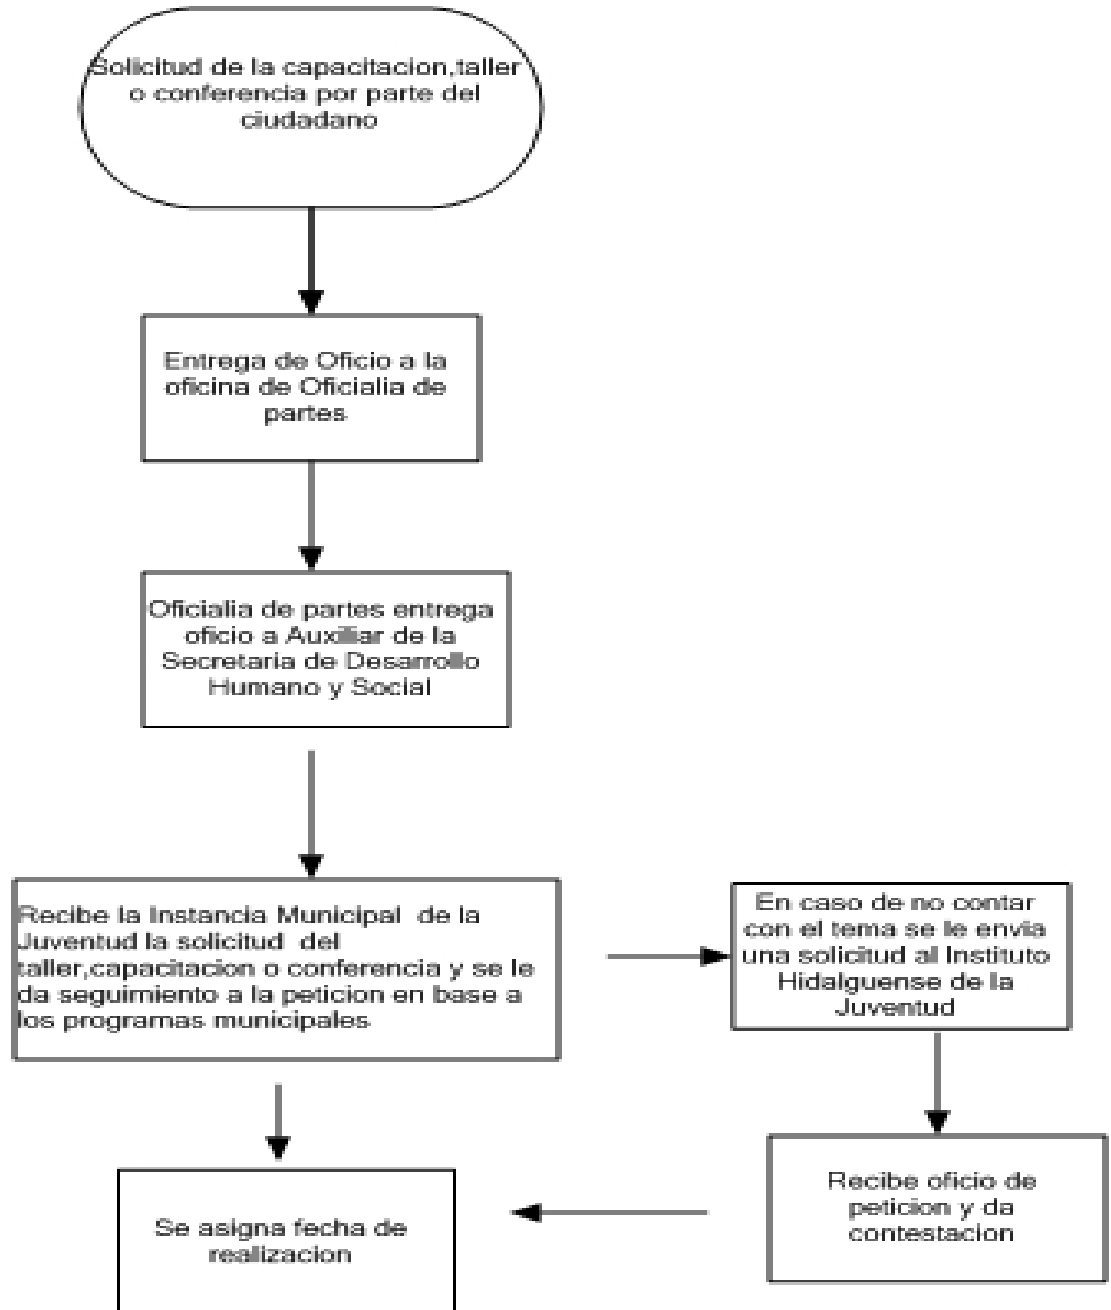 Solicitud de la capacitacion,taller
o conferencia por parte del
ciudadano
Entrega de Oficio a la
oficina de Oficialia de
partes
Oficialia de partes entrega
oficio a Auxiliar de la
Secretaria de Desarrollo
Humano y Social
Recibe la Instancia Municipal de la
Juventud la solicitud del
taller,capacitacion o conferencia y se le
da seguimiento a la peticion en base a
los programas municipales
En caso de no contar
con el tema se le envia
una solicitud al Instituto
Hidalguense de la
Juventud
Recibe oficio de
peticion y da
contestacion
Se asigna fecha de
realizacion